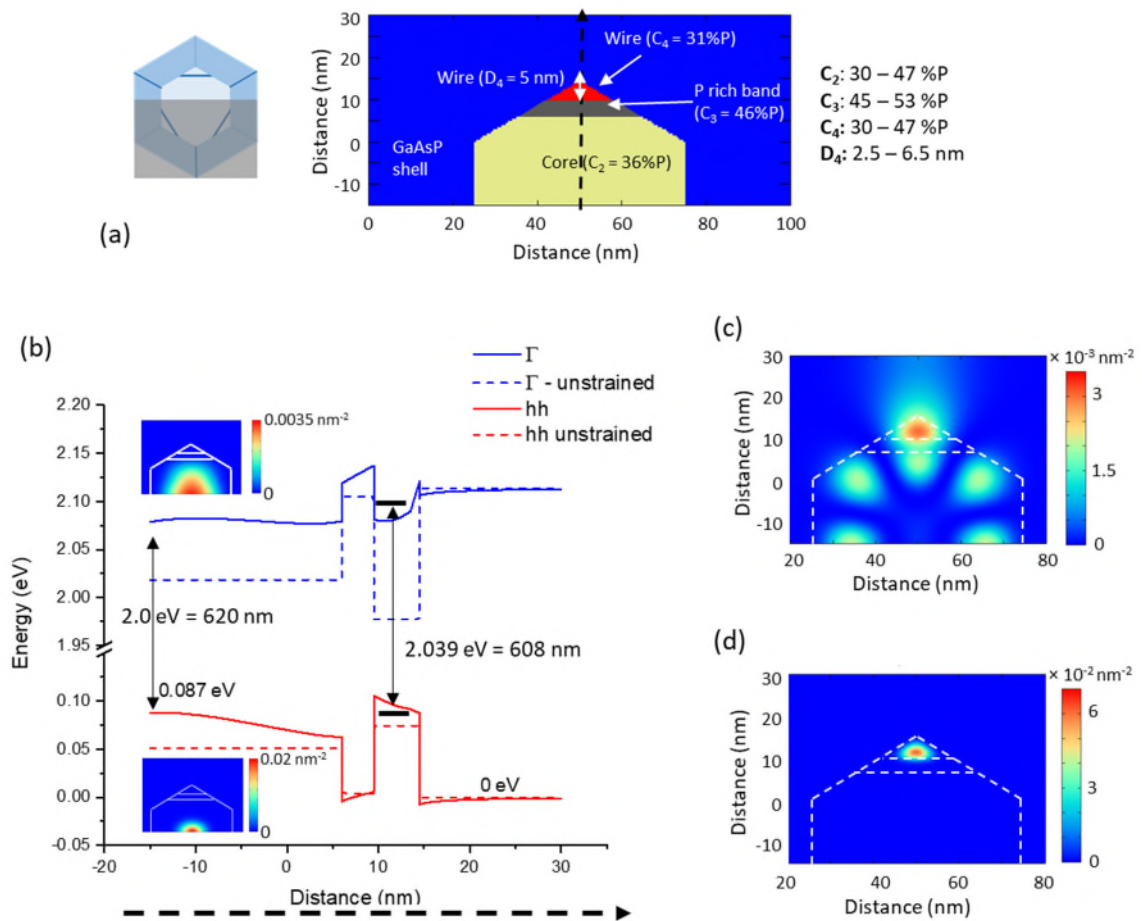 30
20
10
0
-10
Distance (nm)
Wire (C4 = 31%P)
Wire (D4 = 5 nm)
P rich band
(C3 = 46%P)
GaAsP
shell
Corel (C2 = 36%P)
0 20 40 60 80 100
Distance (nm)
C2: 30 – 47 %P
C3: 45 – 53 %P
C4: 30 – 47 %P
D4: 2.5 – 6.5 nm
(a)
(b)
Γ
Γ - unstrained
hh
hh unstrained
2.20
2.15
2.10
2.05
2.00
1.95
0.10
0.05
0.00
-0.05
Energy (eV)
0.0035 nm-2
0
2.0 eV = 620 nm
2.039 eV = 608 nm
0.087 eV
0.02 nm-2
0
0 eV
-20 -10 0 10 20 30
Distance (nm)
(c)
× 10-3 nm-2
30
20
10
0
-10
Distance (nm)
3
1.5
0
20 40 60 80
Distance (nm)
(d)
× 10-2 nm-2
30
20
10
0
-10
Distance (nm)
6
4
2
0
20 40 60 80
Distance (nm)